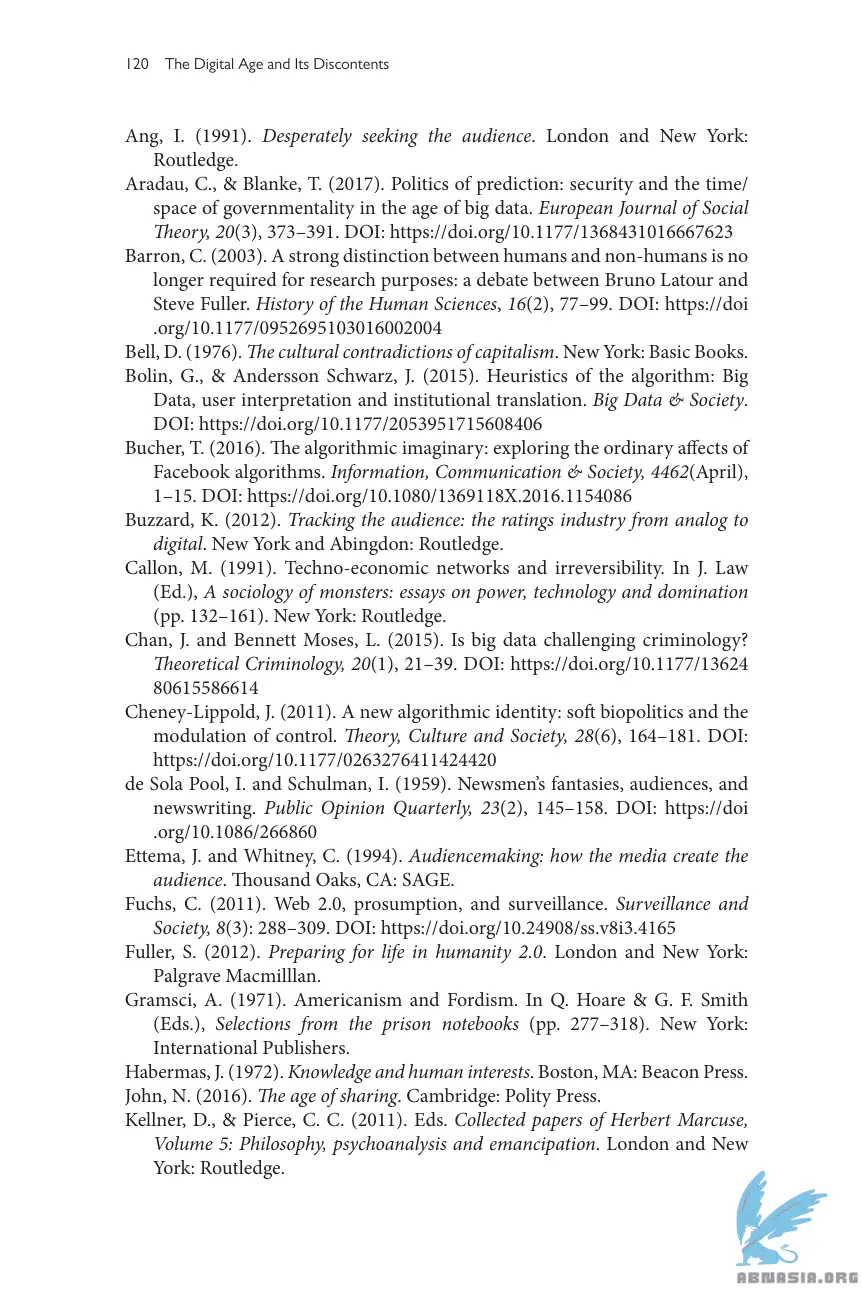 120 The Digital Age and Its Discontents
Ang, I. (1991). Desperately seeking the audience. London and New York:
Routledge.
Aradau, C., & Blanke, T. (2017). Politics of prediction: security and the time/
space of governmentality in the age of big data. European Journal of Social
Theory, 20(3), 373–391. DOI: https://doi.org/10.1177/1368431016667623
Barron, C. (2003). A strong distinction between humans and non-humans is no
longer required for research purposes: a debate between Bruno Latour and
Steve Fuller. History of the Human Sciences, 16(2), 77–99. DOI: https://doi
.org/10.1177/0952695103016002004
Bell, D. (1976). The cultural contradictions of capitalism. New York: Basic Books.
Bolin, G., & Andersson Schwarz, J. (2015). Heuristics of the algorithm: Big
Data, user interpretation and institutional translation. Big Data & Society.
DOI: https://doi.org/10.1177/2053951715608406
Bucher, T. (2016). The algorithmic imaginary: exploring the ordinary affects of
Facebook algorithms. Information, Communication & Society, 4462(April),
1–15. DOI: https://doi.org/10.1080/1369118X.2016.1154086
Buzzard, K. (2012). Tracking the audience: the ratings industry from analog to
digital. New York and Abingdon: Routledge.
Callon, M. (1991). Techno-economic networks and irreversibility. In J. Law
(Ed.), A sociology of monsters: essays on power, technology and domination
(pp. 132–161). New York: Routledge.
Chan, J. and Bennett Moses, L. (2015). Is big data challenging criminology?
Theoretical Criminology, 20(1), 21–39. DOI: https://doi.org/10.1177/13624
80615586614
Cheney-Lippold, J. (2011). A new algorithmic identity: soft biopolitics and the
modulation of control. Theory, Culture and Society, 28(6), 164–181. DOI:
https://doi.org/10.1177/0263276411424420
de Sola Pool, I. and Schulman, I. (1959). Newsmen’s fantasies, audiences, and
newswriting. Public Opinion Quarterly, 23(2), 145–158. DOI: https://doi
.org/10.1086/266860
Ettema, J. and Whitney, C. (1994). Audiencemaking: how the media create the
audience. Thousand Oaks, CA: SAGE.
Fuchs, C. (2011). Web 2.0, prosumption, and surveillance. Surveillance and
Society, 8(3): 288–309. DOI: https://doi.org/10.24908/ss.v8i3.4165
Fuller, S. (2012). Preparing for life in humanity 2.0. London and New York:
Palgrave Macmilllan.
Gramsci, A. (1971). Americanism and Fordism. In Q. Hoare & G. F. Smith
(Eds.), Selections from the prison notebooks (pp. 277–318). New York:
International Publishers.
Habermas, J. (1972). Knowledge and human interests. Boston, MA: Beacon Press.
John, N. (2016). The age of sharing. Cambridge: Polity Press.
Kellner, D., & Pierce, C. C. (2011). Eds. Collected papers of Herbert Marcuse,
Volume 5: Philosophy, psychoanalysis and emancipation. London and New
York: Routledge.
ABNASIA.ORG